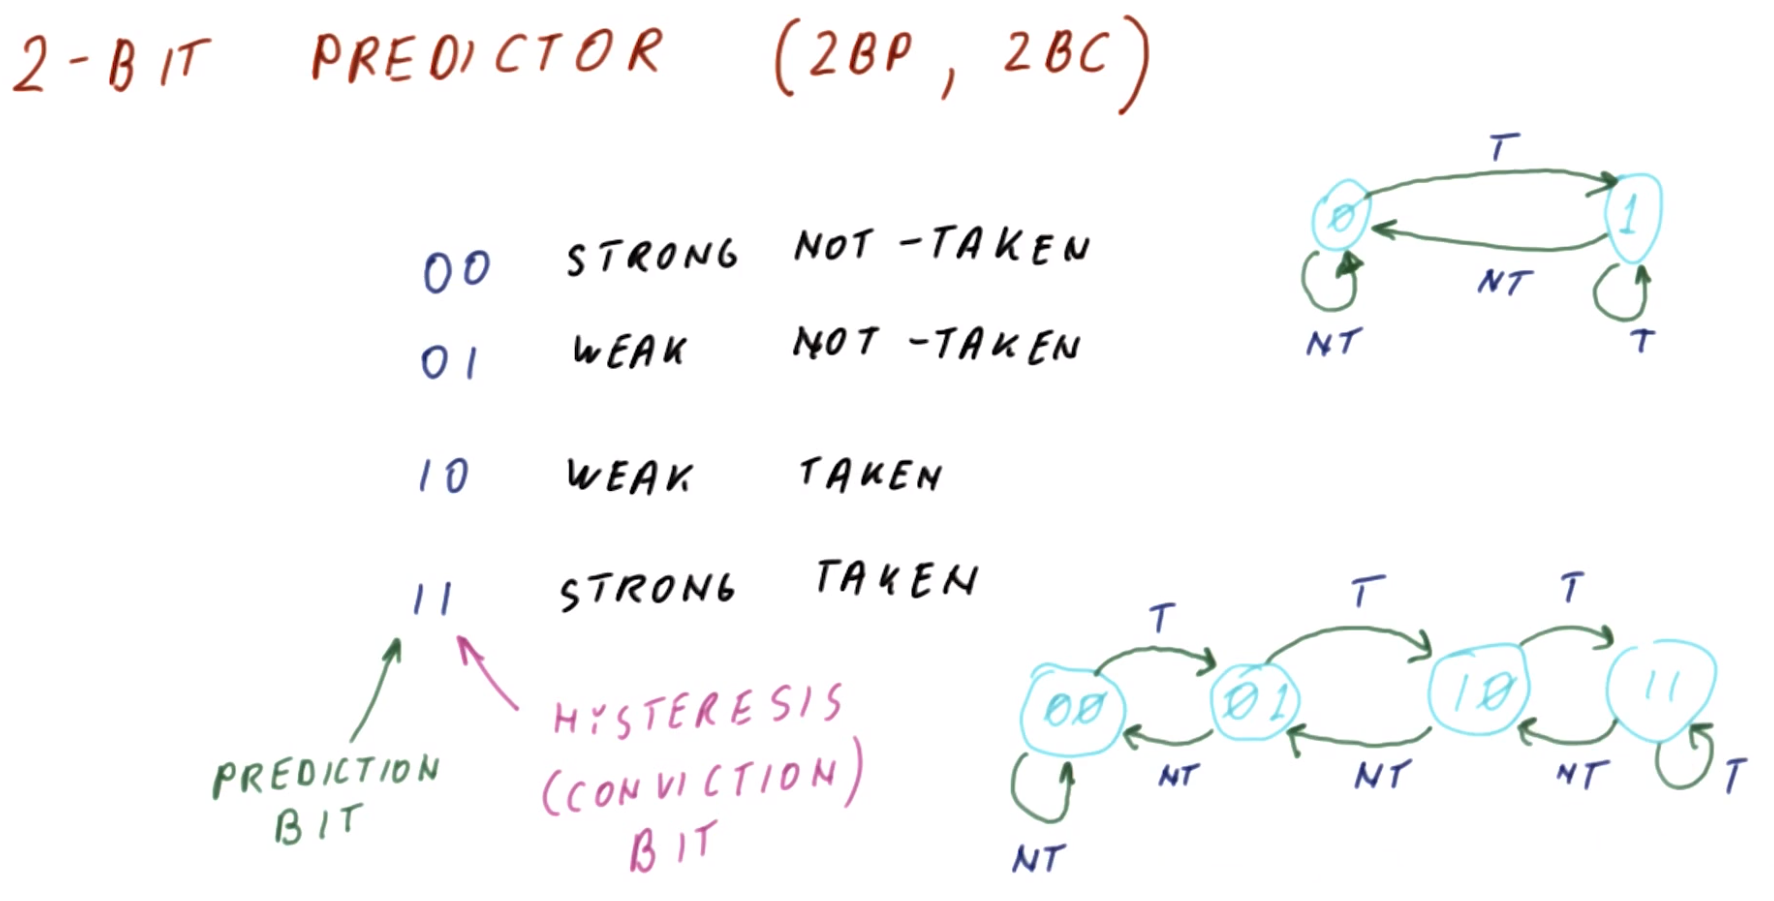 2-BIT PREDICTOR (2BP, 2BC)
00 STRONG NOT-TAKEN
01 WEAK NOT-TAKEN
10 WEAK TAKEN
11 STRONG TAKEN
PREDICTION
BIT
HYSTERESIS
(CONVICTION)
BIT
T
0 1
NT
NT T
T T T
00 01 10 11
NT NT NT T
NT